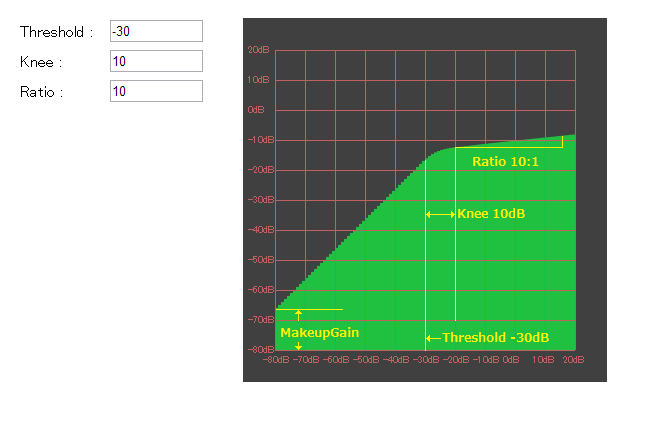 Threshold : -30
Knee : 10
Ratio : 10
20dB
10dB
0dB
-10dB
-20dB
-30dB
-40dB
-50dB
-60dB
-70dB
-80dB
Ratio 10:1
Knee 10dB
MakeupGain
Threshold -30dB
-80dB -70dB -60dB -50dB -40dB -30dB -20dB -10dB 0dB 10dB 20dB